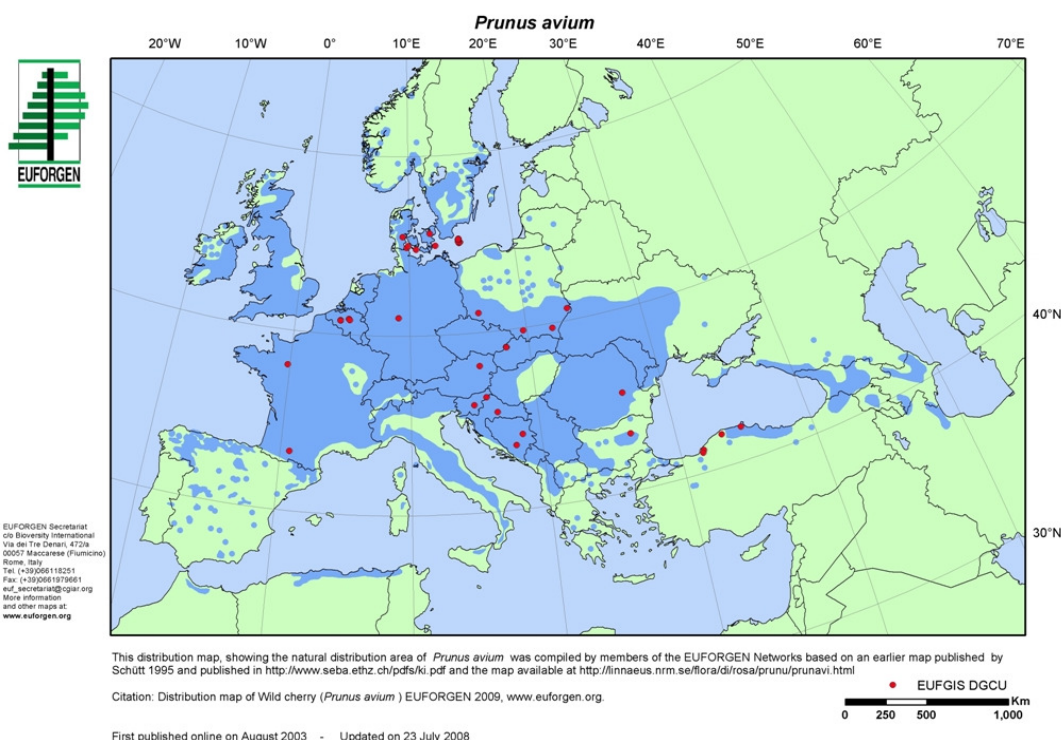 Prunus avium
20°W 10°W 0° 10°E 20°E 30°E 40°E 50°E 60°E 70°E
EUFORGEN
40°N
30°N
EUFORGEN Secretariat
c/o Bioversity International
Via dei Tre Denari, 472/a
00057 Maccarese (Fiumicino)
Rome, Italy
Tel. (+39)066118251
Fax: (+39)0661979661
euf_secretariat@cgiar.org
More information
and other maps at:
www.euforgen.org
This distribution map, showing the natural distribution area of Prunus avium was compiled by members of the EUFORGEN Networks based on an earlier map published by
Schütt 1995 and published in http://www.seba.ethz.ch/pdfs/ki.pdf and the map available at http://linnaeus.nrm.se/flora/di/rosa/prunu/prunavi.html
Citation: Distribution map of Wild cherry (Prunus avium ) EUFORGEN 2009, www.euforgen.org.
EUFGIS DGCU
Km
0 250 500 1,000
First published online on August 2003 - Updated on 23 July 2008